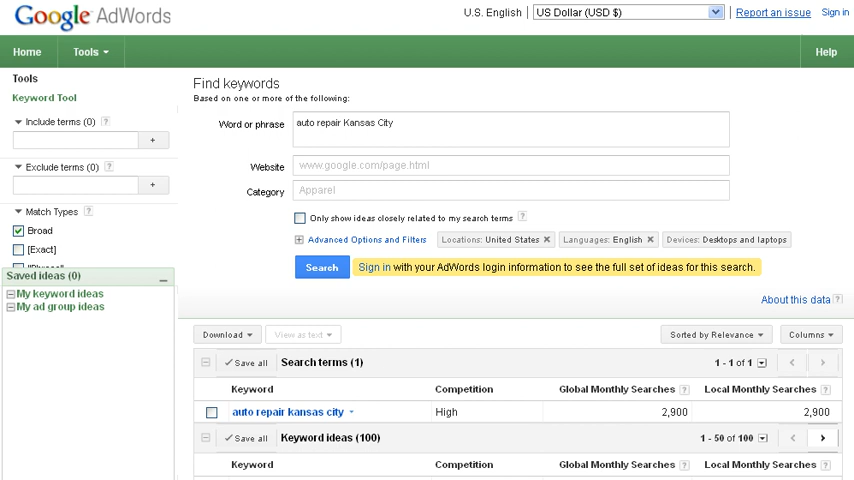 Google AdWords
U.S. English
US Dollar (USD $)
Report an issue
Sign in
Home
Tools
Help
Tools
Keyword Tool
Include terms (0) ?
+
Exclude terms (0) ?
+
Match Types ?
Broad
[Exact]
"Phrase"
Saved ideas (0)
My keyword ideas
My ad group ideas
Find keywords
Based on one or more of the following:
Word or phrase
auto repair Kansas City
Website
www.google.com/page.html
Category
Apparel
Only show ideas closely related to my search terms ?
Advanced Options and Filters
Locations: United States
Languages: English
Devices: Desktops and laptops
Search
Sign in with your AdWords login information to see the full set of ideas for this search.
About this data ?
Download
View as text
Sorted by Relevance
Columns
Save all
Search terms (1)
1 - 1 of 1
Keyword
Competition
Global Monthly Searches ?
Local Monthly Searches ?
auto repair kansas city
High
2,900
2,900
Save all
Keyword ideas (100)
1 - 50 of 100
Keyword
Competition
Global Monthly Searches ?
Local Monthly Searches ?